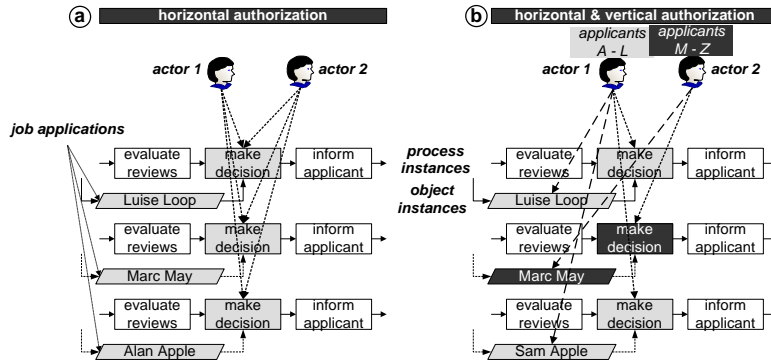 a
horizontal authorization
actor 1
actor 2
job applications
evaluate
reviews
make
decision
inform
applicant
Luise Loop
evaluate
reviews
make
decision
inform
applicant
Marc May
evaluate
reviews
make
decision
inform
applicant
Alan Apple
b
horizontal & vertical authorization
applicants
A - L
applicants
M - Z
actor 1
actor 2
process
instances
object
instances
evaluate
reviews
make
decision
inform
applicant
Luise Loop
evaluate
reviews
make
decision
inform
applicant
Marc May
evaluate
reviews
make
decision
inform
applicant
Sam Apple